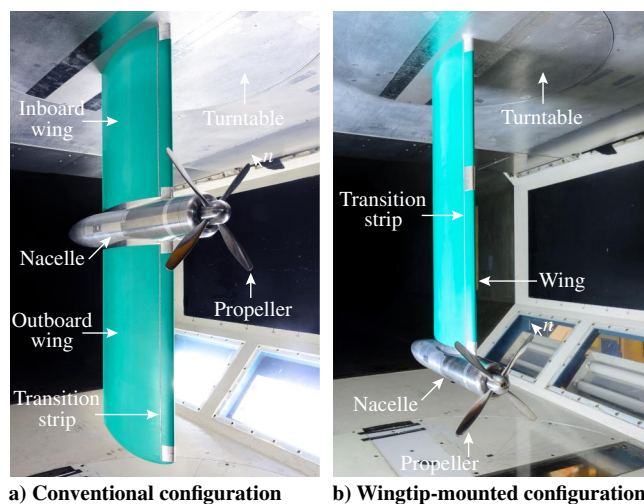 Inboard
wing
Turntable
n
Nacelle
Propeller
Outboard
wing
Transition
strip
a) Conventional configuration
Turntable
Transition
strip
Wing
n
Nacelle
Propeller
b) Wingtip-mounted configuration